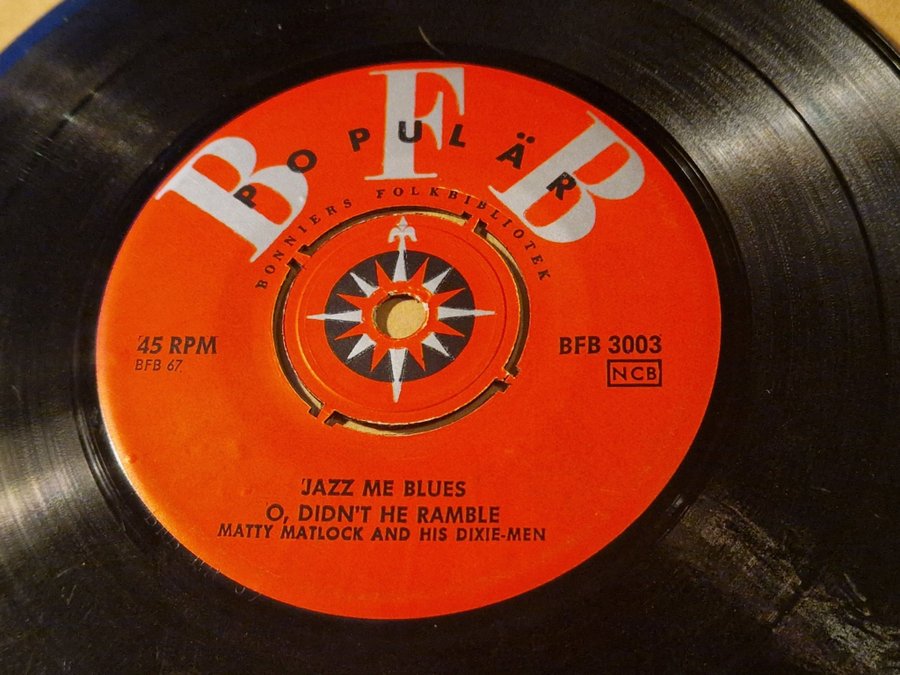 BFB
POPULÄR
BONNIERS FOLKBIBLIOTEK
45 RPM
BFB 67
BFB 3003
NCB
JAZZ ME BLUES
O, DIDN'T HE RAMBLE
MATTY MATLOCK AND HIS DIXIE-MEN